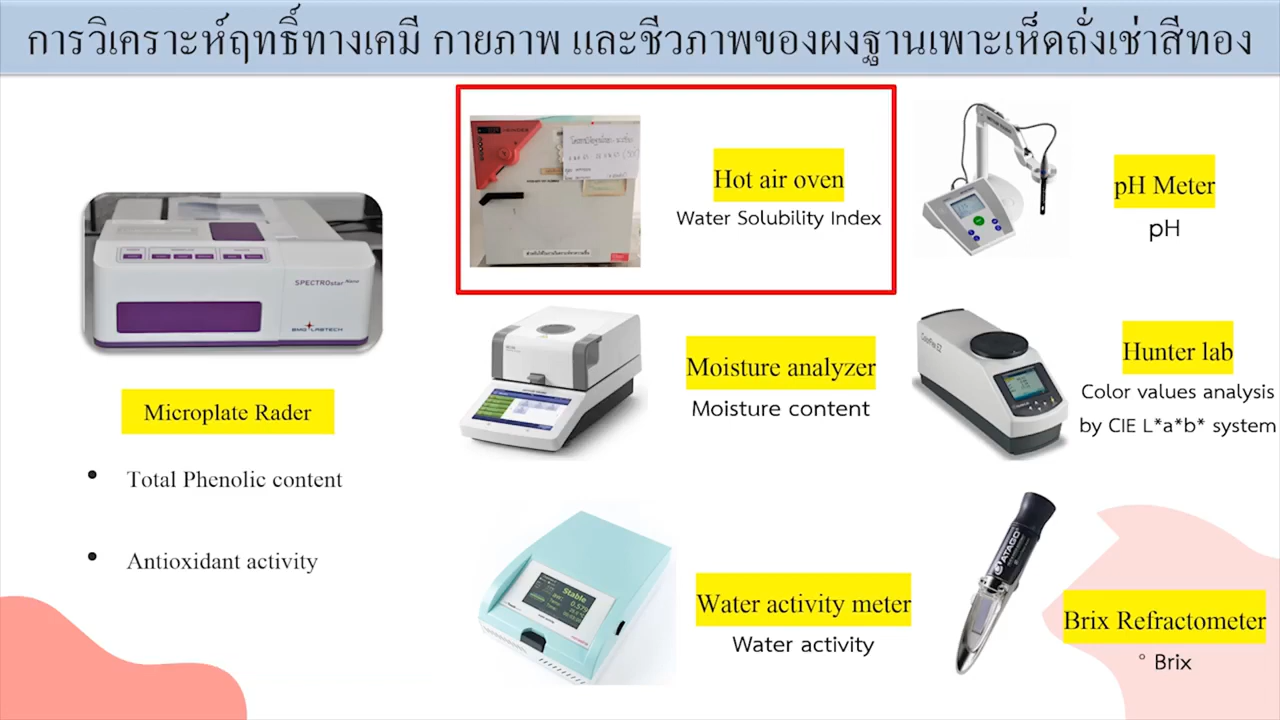 การวิเคราะห์ฤทธิ์ทางเคมี กายภาพ และชีวภาพของผงฐานเพาะเห็ดถั่งเช่าสีทอง
Hot air oven
Water Solubility Index
pH Meter
pH
SPECTROstar Nano
BMG LABTECH
Microplate Rader
• Total Phenolic content
• Antioxidant activity
Moisture analyzer
Moisture content
Hunter lab
Color values analysis
by CIE L*a*b* system
Stable
0.579
Water activity meter
Water activity
ATAGO
Brix Refractometer
° Brix